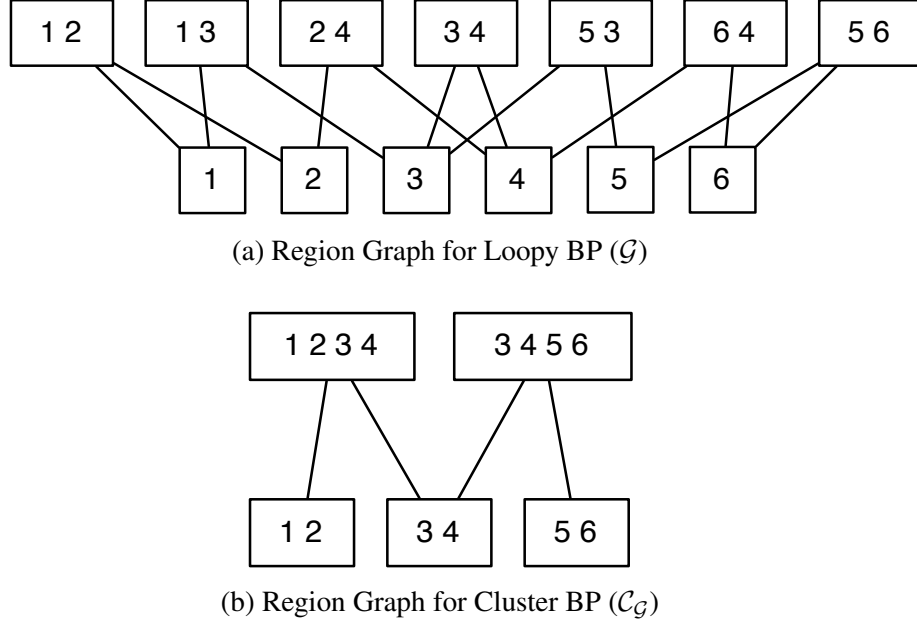 1 2 1 3 2 4 3 4 5 3 6 4 5 6
1 2 3 4 5 6
(a) Region Graph for Loopy BP (𝒢)
1 2 3 4 3 4 5 6
1 2 3 4 5 6
(b) Region Graph for Cluster BP (𝒞𝒢)